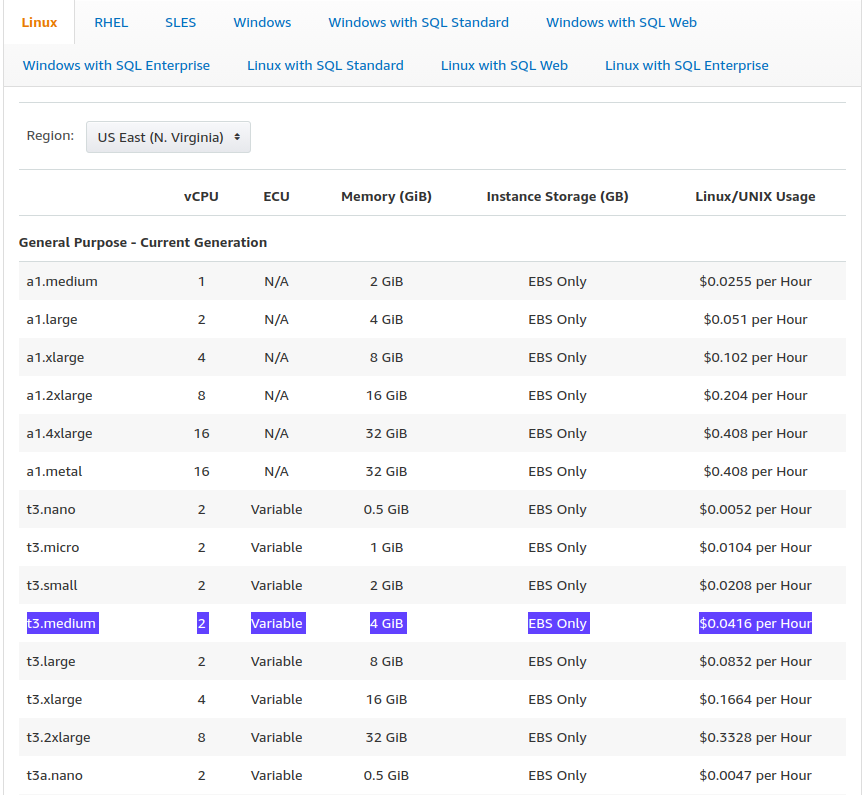 Linux RHEL SLES Windows Windows with SQL Standard Windows with SQL Web
Windows with SQL Enterprise Linux with SQL Standard Linux with SQL Web Linux with SQL Enterprise
Region: US East (N. Virginia)
vCPU ECU Memory (GiB) Instance Storage (GB) Linux/UNIX Usage
General Purpose - Current Generation
a1.medium 1 N/A 2 GiB EBS Only $0.0255 per Hour
a1.large 2 N/A 4 GiB EBS Only $0.051 per Hour
a1.xlarge 4 N/A 8 GiB EBS Only $0.102 per Hour
a1.2xlarge 8 N/A 16 GiB EBS Only $0.204 per Hour
a1.4xlarge 16 N/A 32 GiB EBS Only $0.408 per Hour
a1.metal 16 N/A 32 GiB EBS Only $0.408 per Hour
t3.nano 2 Variable 0.5 GiB EBS Only $0.0052 per Hour
t3.micro 2 Variable 1 GiB EBS Only $0.0104 per Hour
t3.small 2 Variable 2 GiB EBS Only $0.0208 per Hour
t3.medium 2 Variable 4 GiB EBS Only $0.0416 per Hour
t3.large 2 Variable 8 GiB EBS Only $0.0832 per Hour
t3.xlarge 4 Variable 16 GiB EBS Only $0.1664 per Hour
t3.2xlarge 8 Variable 32 GiB EBS Only $0.3328 per Hour
t3a.nano 2 Variable 0.5 GiB EBS Only $0.0047 per Hour